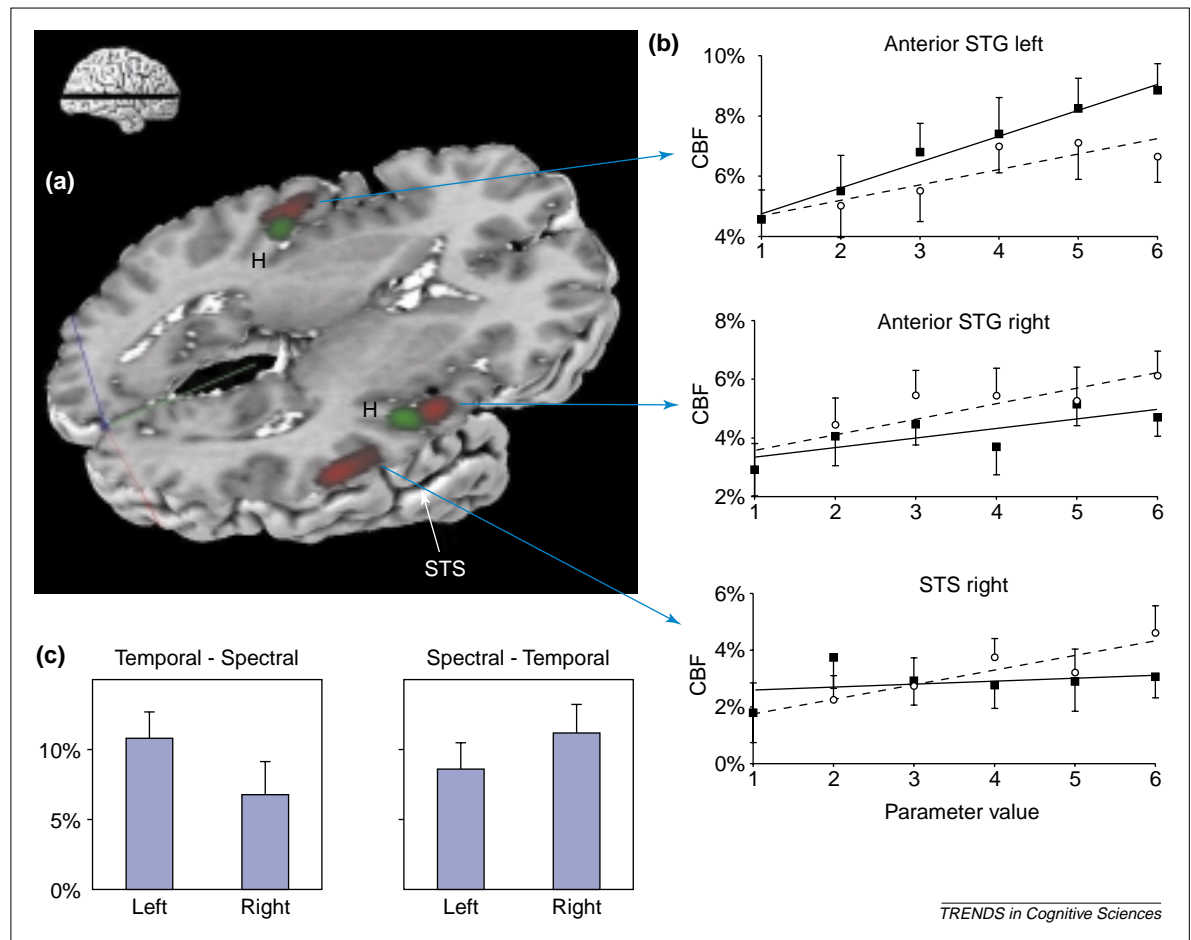 (a)
H
H
STS
(b)
Anterior STG left
10%
8%
6%
4%
CBF
1 2 3 4 5 6
Anterior STG right
8%
6%
4%
2%
CBF
1 2 3 4 5 6
STS right
6%
4%
2%
0%
CBF
1 2 3 4 5 6
Parameter value
(c)
Temporal - Spectral
Spectral - Temporal
10%
5%
0%
Left Right
Left Right
TRENDS in Cognitive Sciences